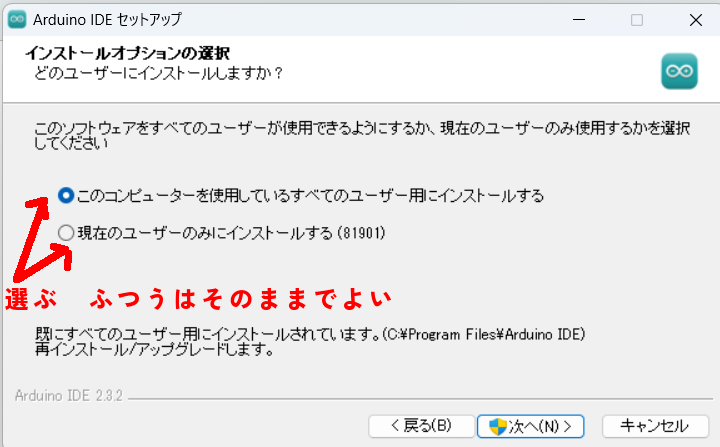 Arduino IDE セットアップ
インストールオプションの選択
どのユーザーにインストールしますか？
このソフトウェアをすべてのユーザーが使用できるようにするか、現在のユーザーのみ使用するかを選択
してください
このコンピューターを使用しているすべてのユーザー用にインストールする
現在のユーザーのみにインストールする (81901)
選ぶ　ふつうはそのままでよい
既にすべてのユーザー用にインストールされています。(C:¥Program Files¥Arduino IDE)
再インストール/アップグレードします。
Arduino IDE 2.3.2
< 戻る(B) 次へ(N) > キャンセル